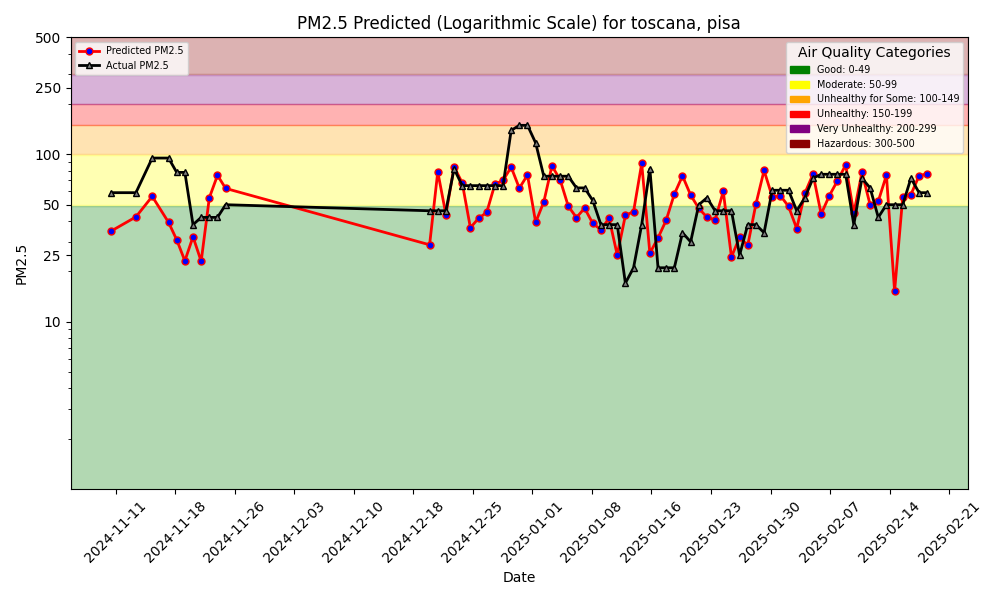 PM2.5 Predicted (Logarithmic Scale) for toscana, pisa
Predicted PM2.5
Actual PM2.5
Air Quality Categories
Good: 0-49
Moderate: 50-99
Unhealthy for Some: 100-149
Unhealthy: 150-199
Very Unhealthy: 200-299
Hazardous: 300-500
500
250
100
50
25
10
PM2.5
2024-11-11
2024-11-18
2024-11-26
2024-12-03
2024-12-10
2024-12-18
2024-12-25
2025-01-01
2025-01-08
2025-01-16
2025-01-23
2025-01-30
2025-02-07
2025-02-14
2025-02-21
Date